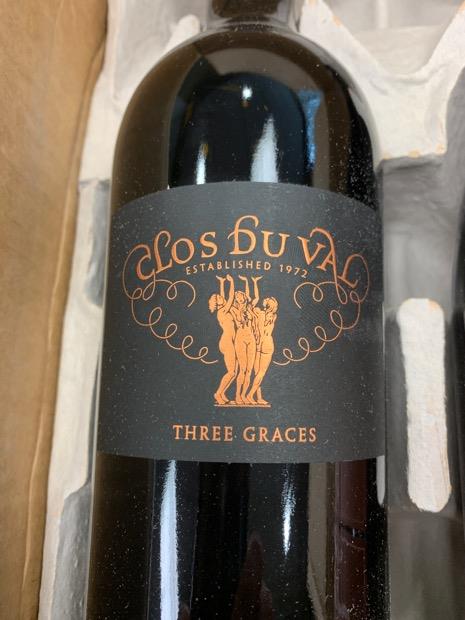 CLOS DU VAL
ESTABLISHED 1972
THREE GRACES